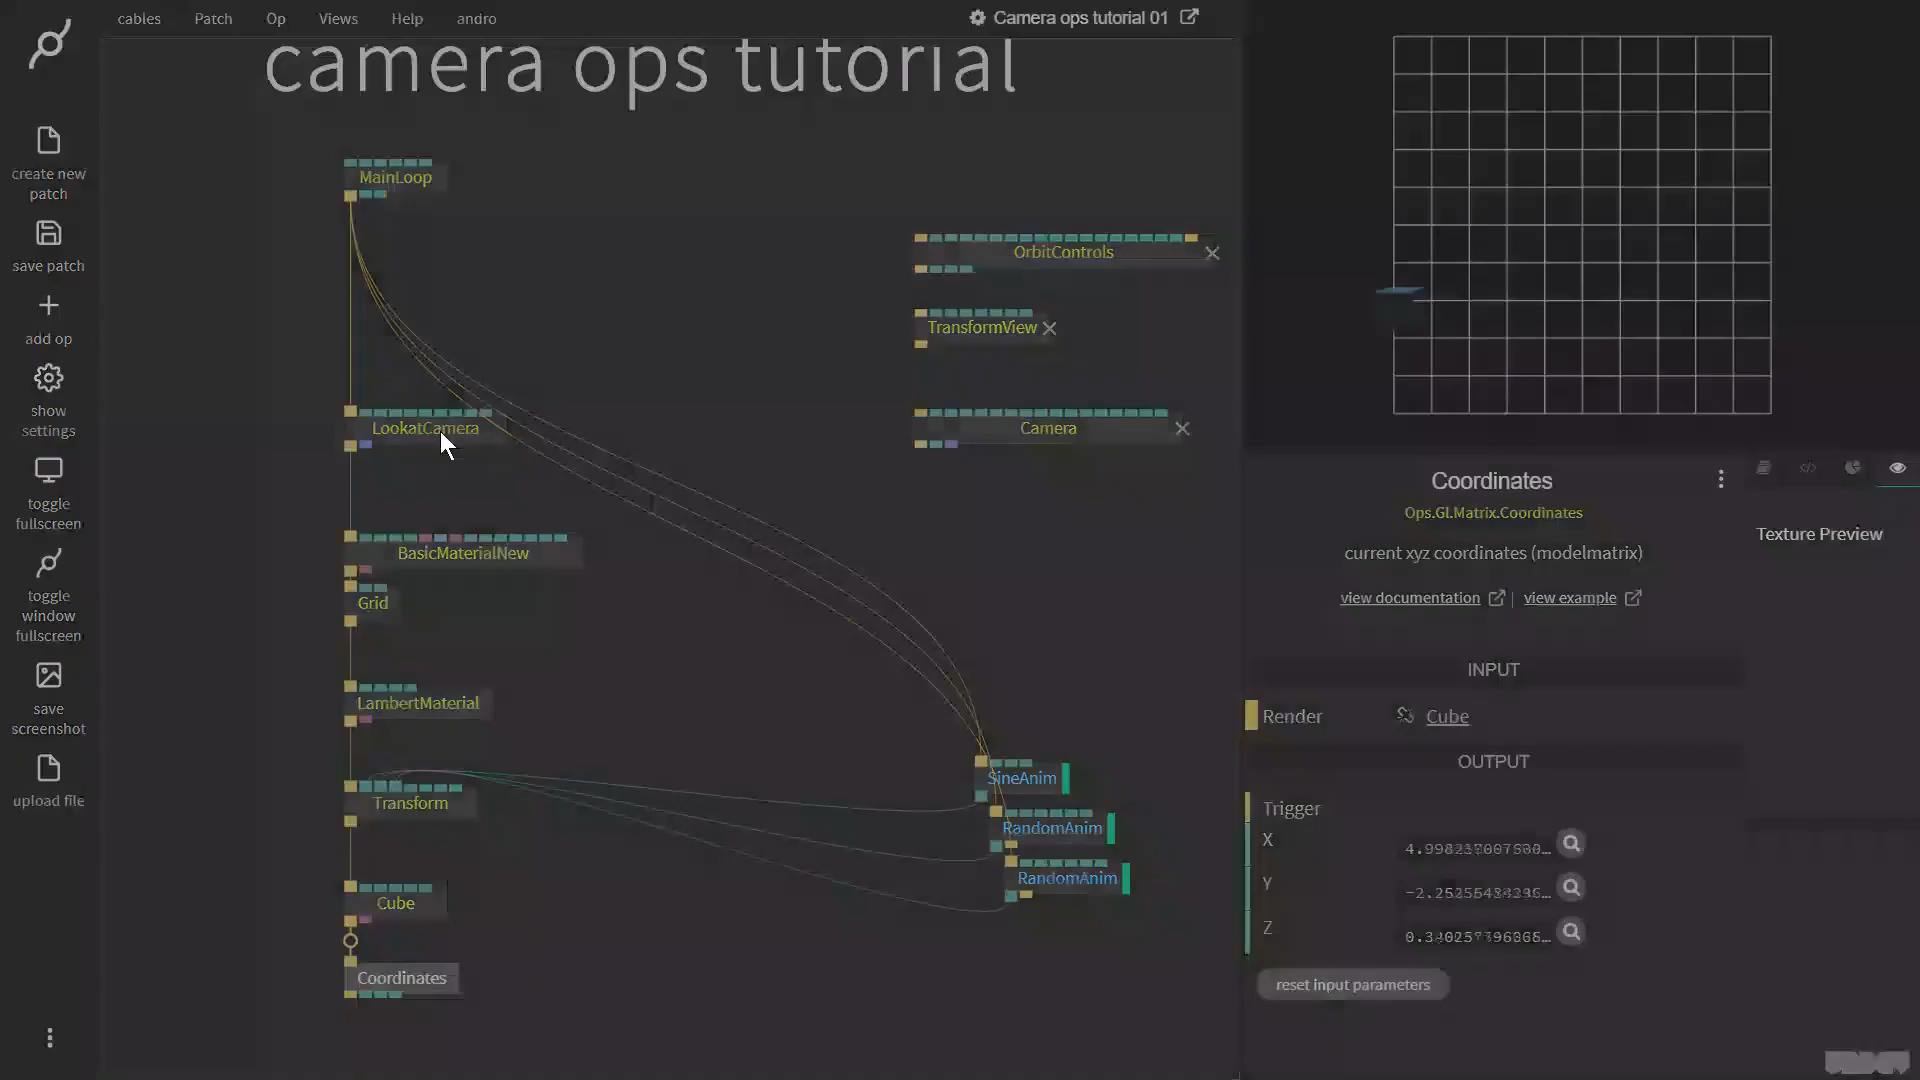 cables Patch Op Views Help andro Camera ops tutorial 01
camera ops tutorial
create new
patch
save patch
add op
show
settings
toggle
fullscreen
toggle
window
fullscreen
save
screenshot
upload file
MainLoop
OrbitControls
TransformView
LookatCamera
Camera
BasicMaterialNew
Grid
LambertMaterial
SineAnim
Transform
RandomAnim
RandomAnim
Cube
Coordinates
Coordinates
Ops.Gl.Matrix.Coordinates
current xyz coordinates (modelmatrix)
view documentation | view example
Texture Preview
INPUT
Render Cube
OUTPUT
Trigger
X
Y
Z
reset input parameters